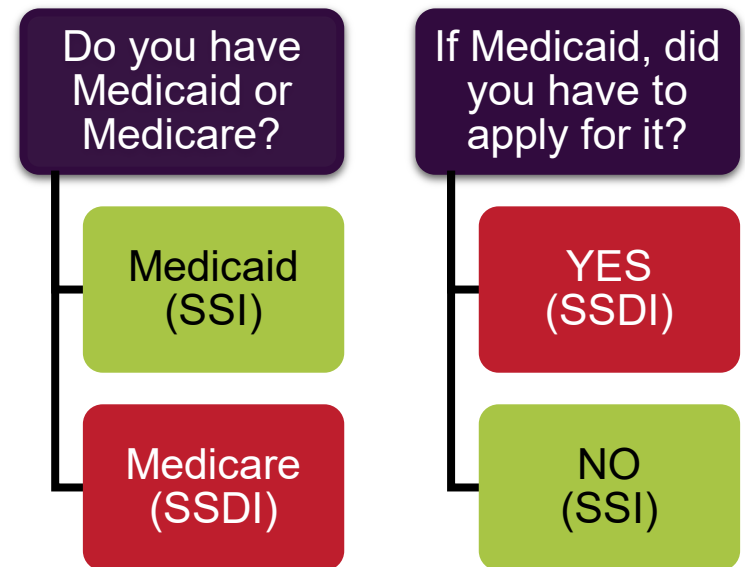 Do you have
Medicaid or
Medicare?
Medicaid
(SSI)
Medicare
(SSDI)
If Medicaid, did
you have to
apply for it?
YES
(SSDI)
NO
(SSI)